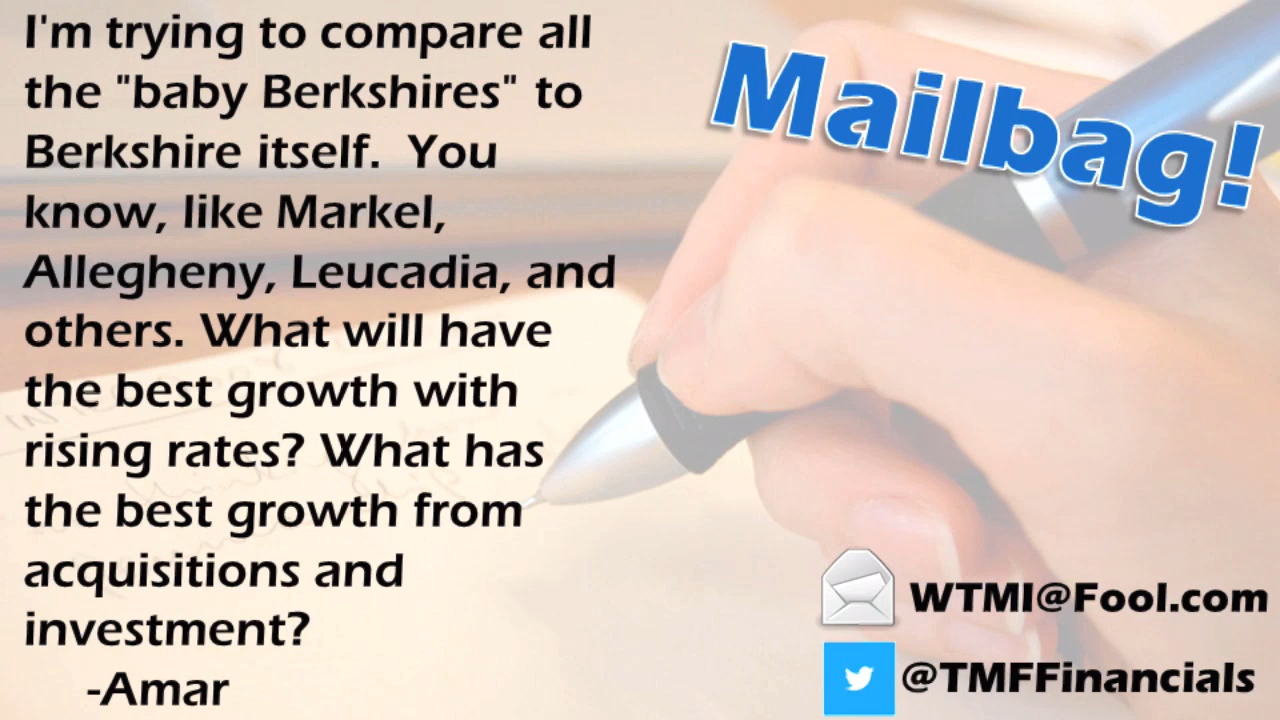 I'm trying to compare all
the "baby Berkshires" to
Berkshire itself.  You
know, like Markel,
Allegheny, Leucadia, and
others. What will have
the best growth with
rising rates? What has
the best growth from
acquisitions and
investment?
-Amar
Mailbag!
WTMI@Fool.com
@TMFFinancials